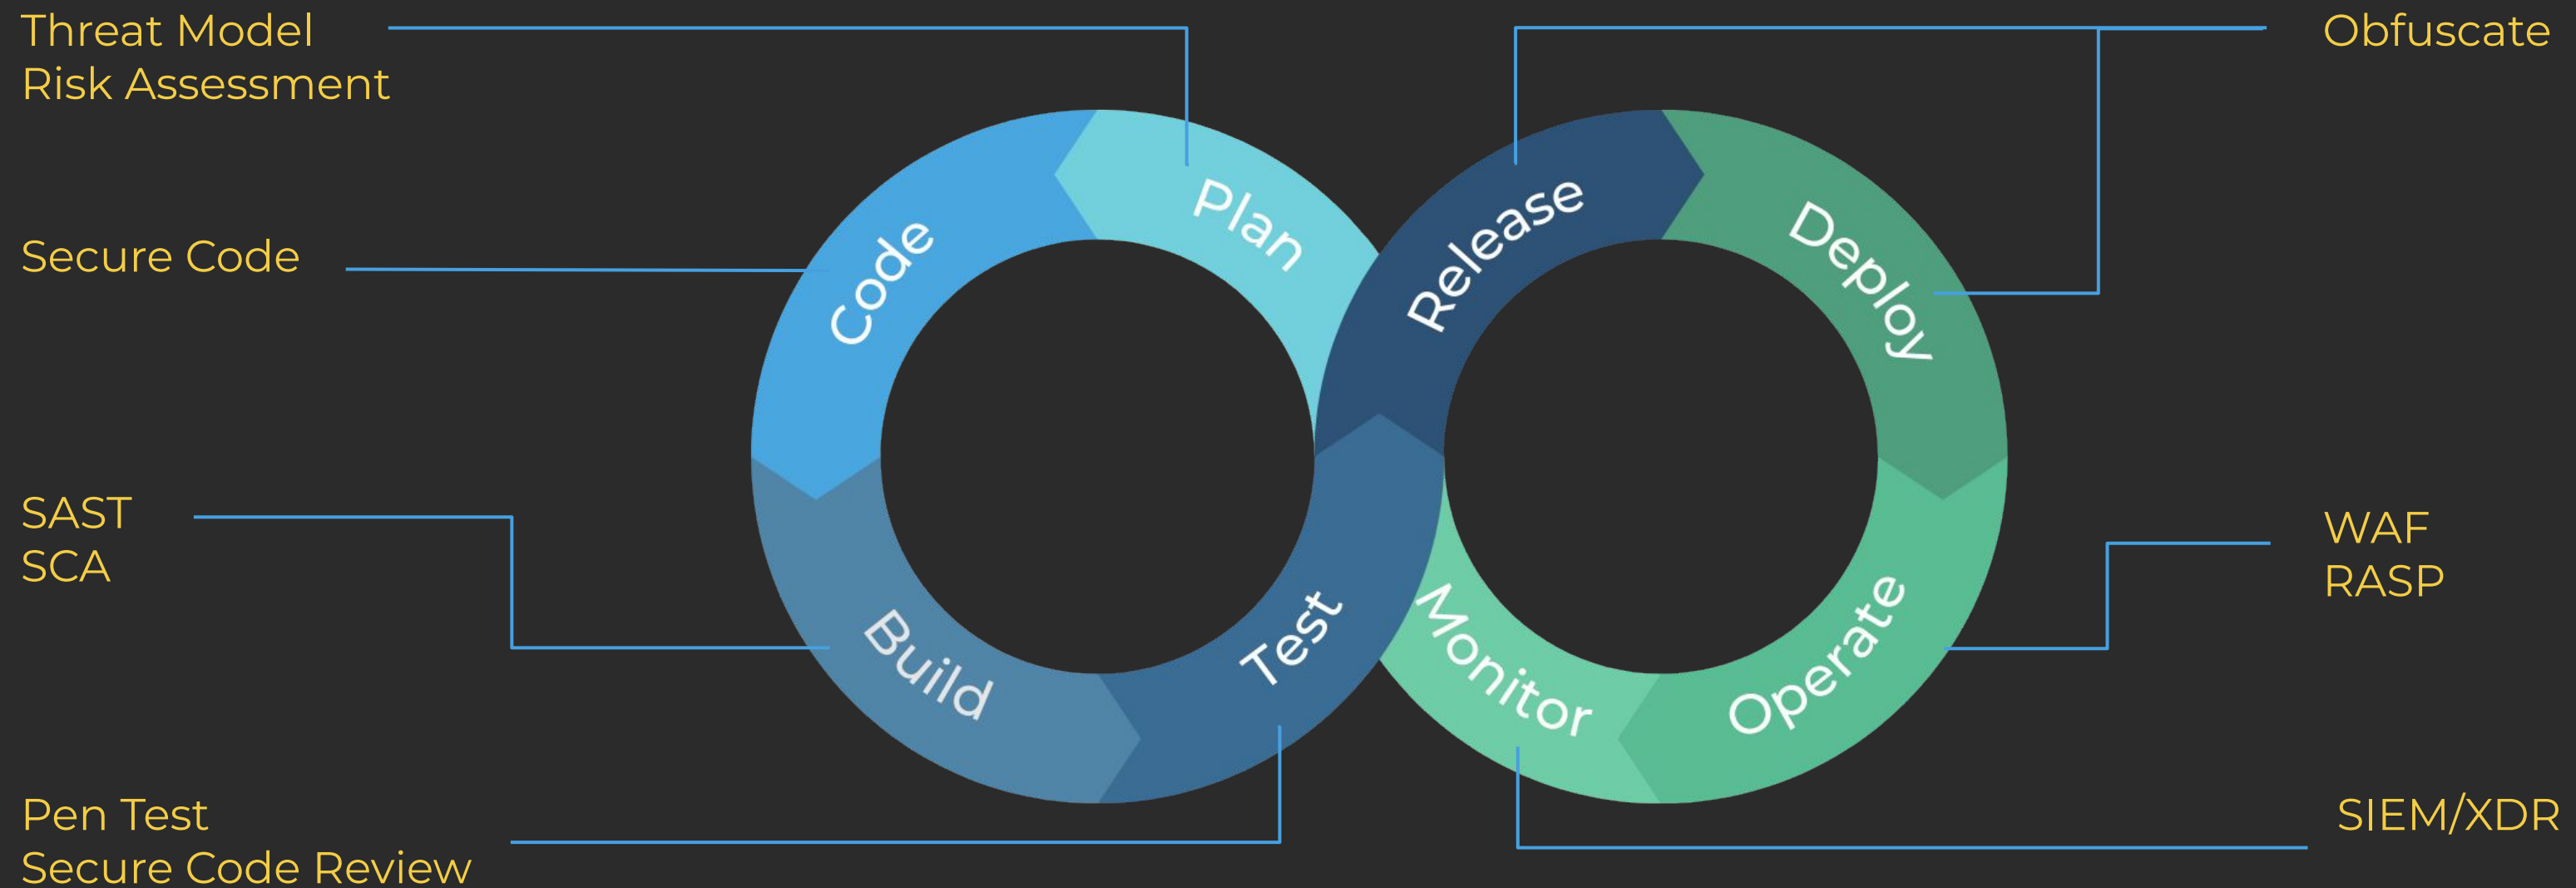 Threat Model
Risk Assessment
Secure Code
SAST
SCA
Pen Test
Secure Code Review
Plan
Code
Build
Test
Release
Deploy
Operate
Monitor
Obfuscate
WAF
RASP
SIEM/XDR